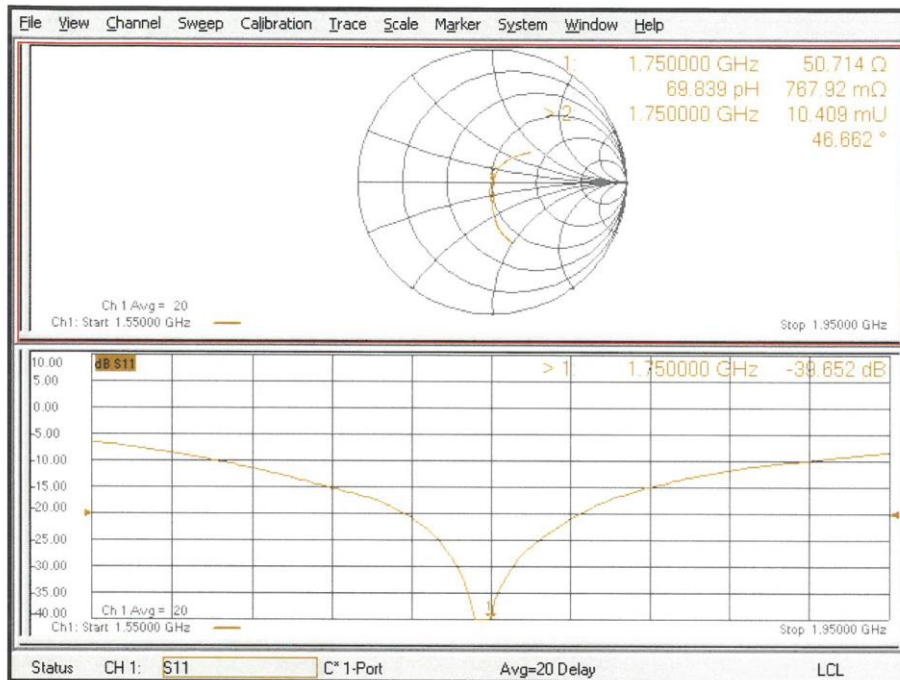 File View Channel Sweep Calibration Trace Scale Marker System Window Help
1: 1.750000 GHz 50.714 Ω
69.839 pH 767.92 mΩ
> 2 1.750000 GHz 10.409 mU
46.662 °
Ch 1 Avg = 20
Ch1: Start 1.55000 GHz
Stop 1.95000 GHz
10.00 dB S11
> 1: 1.750000 GHz -39.652 dB
5.00
0.00
-5.00
-10.00
-15.00
-20.00
-25.00
-30.00
-35.00
-40.00
1
Ch 1 Avg = 20
Ch1: Start 1.55000 GHz
Stop 1.95000 GHz
Status CH 1: S11 C* 1-Port Avg=20 Delay LCL